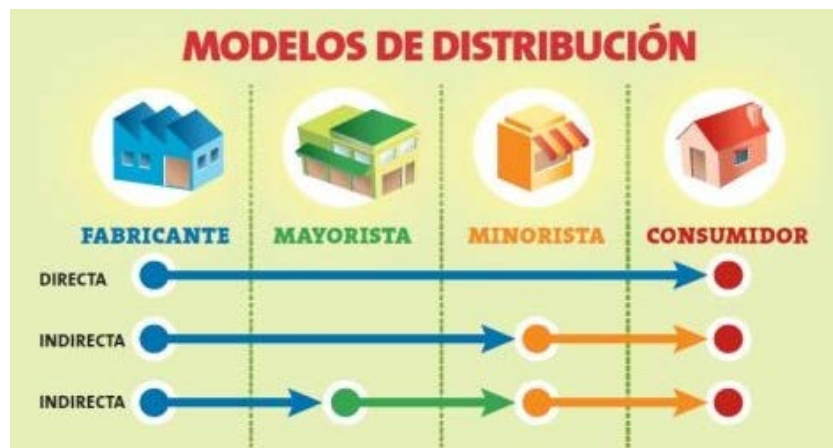 MODELOS DE DISTRIBUCIÓN
FABRICANTE MAYORISTA MINORISTA CONSUMIDOR
DIRECTA
INDIRECTA
INDIRECTA